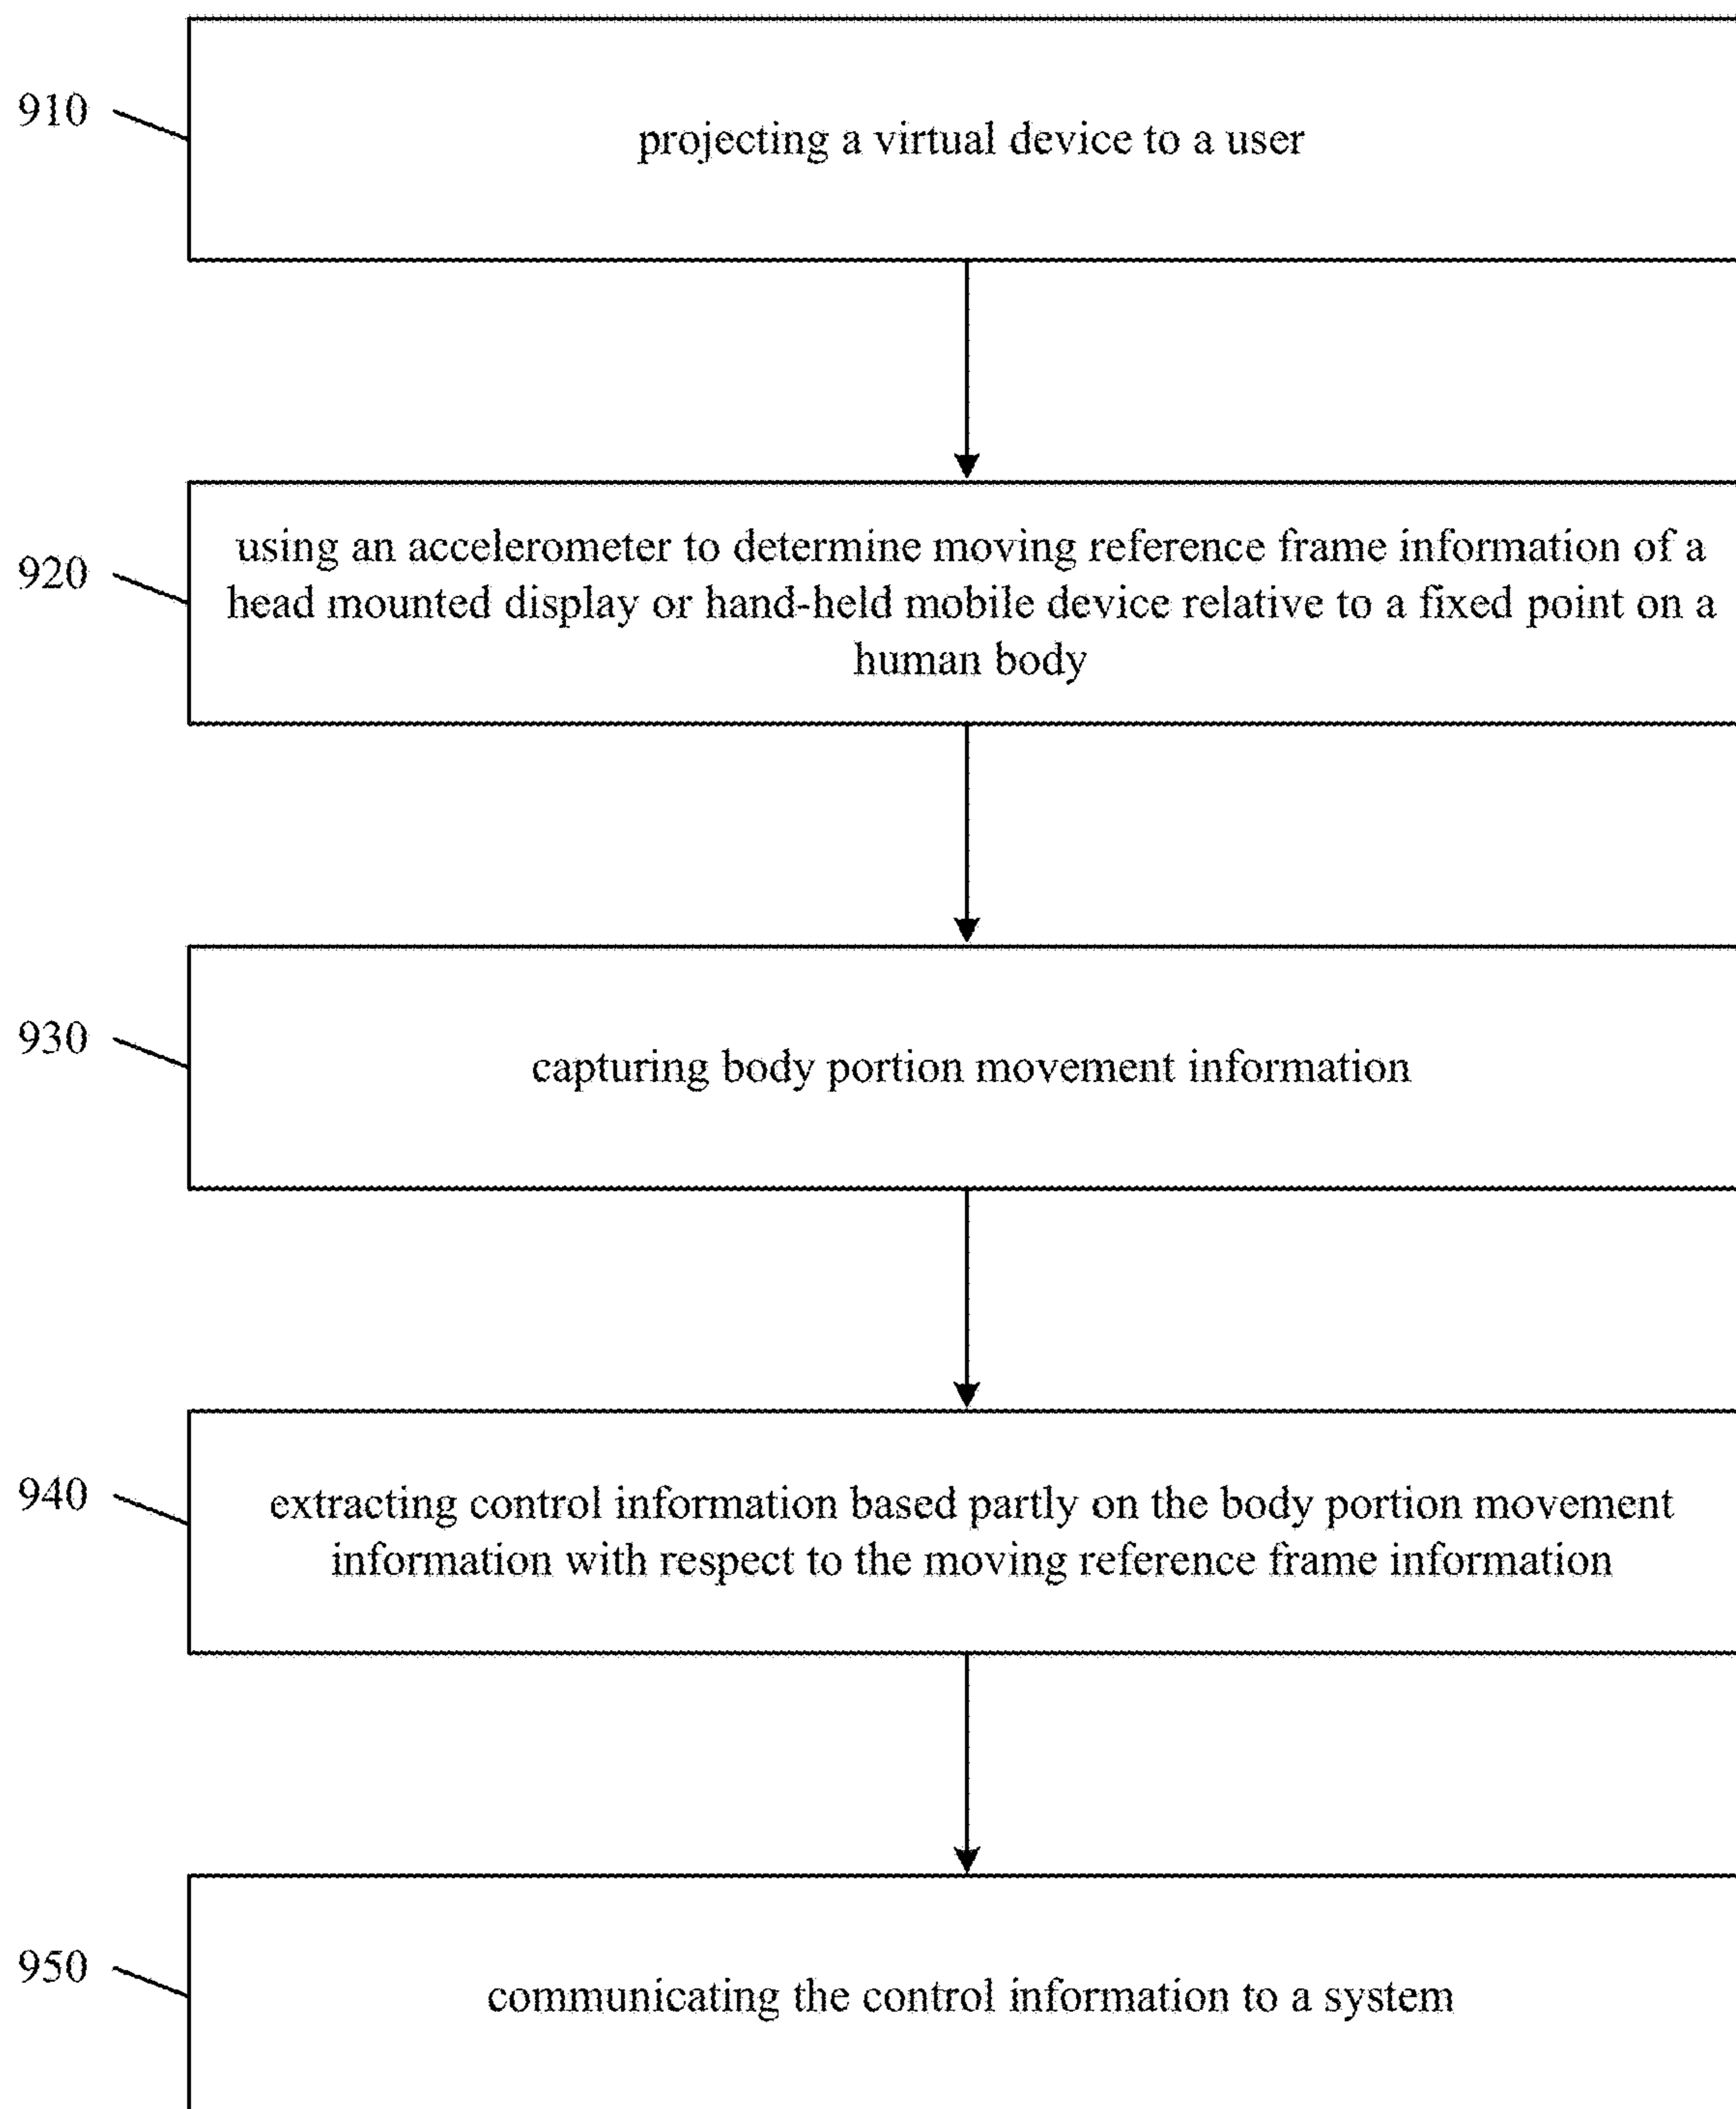 910
projecting a virtual device to a user
920
using an accelerometer to determine moving reference frame information of a
head mounted display or hand-held mobile device relative to a fixed point on a
human body
930
capturing body portion movement information
940
extracting control information based partly on the body portion movement
information with respect to the moving reference frame information
950
communicating the control information to a system